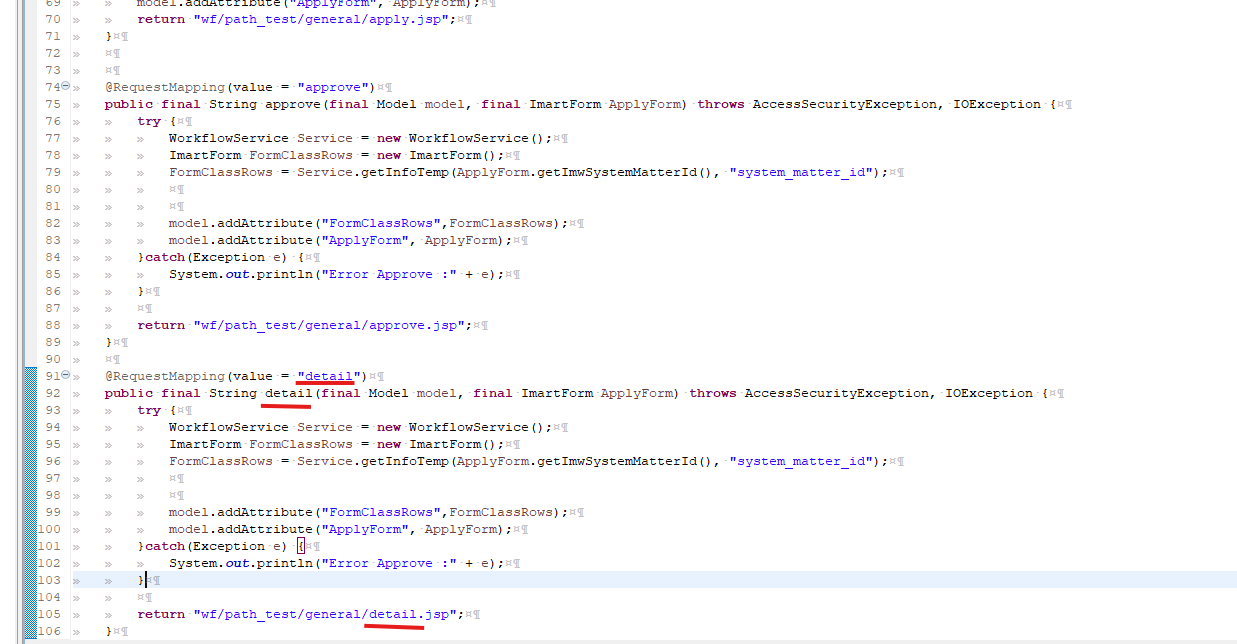 69 model.addAttribute("ApplyForm", ApplyForm);
70 return "wf/path_test/general/apply.jsp";
71 }
72
73
74 @RequestMapping(value = "approve")
75 public final String approve(final Model model, final ImartForm ApplyForm) throws AccessSecurityException, IOException {
76 try {
77 WorkflowService Service = new WorkflowService();
78 ImartForm FormClassRows = new ImartForm();
79 FormClassRows = Service.getInfoTemp(ApplyForm.getImwSystemMatterId(), "system_matter_id");
80
81
82 model.addAttribute("FormClassRows",FormClassRows);
83 model.addAttribute("ApplyForm", ApplyForm);
84 }catch(Exception e) {
85 System.out.println("Error Approve :" + e);
86 }
87
88 return "wf/path_test/general/approve.jsp";
89 }
90
91 @RequestMapping(value = "detail")
92 public final String detail(final Model model, final ImartForm ApplyForm) throws AccessSecurityException, IOException {
93 try {
94 WorkflowService Service = new WorkflowService();
95 ImartForm FormClassRows = new ImartForm();
96 FormClassRows = Service.getInfoTemp(ApplyForm.getImwSystemMatterId(), "system_matter_id");
97
98
99 model.addAttribute("FormClassRows",FormClassRows);
100 model.addAttribute("ApplyForm", ApplyForm);
101 }catch(Exception e) {
102 System.out.println("Error Approve :" + e);
103 }
104
105 return "wf/path_test/general/detail.jsp";
106 }